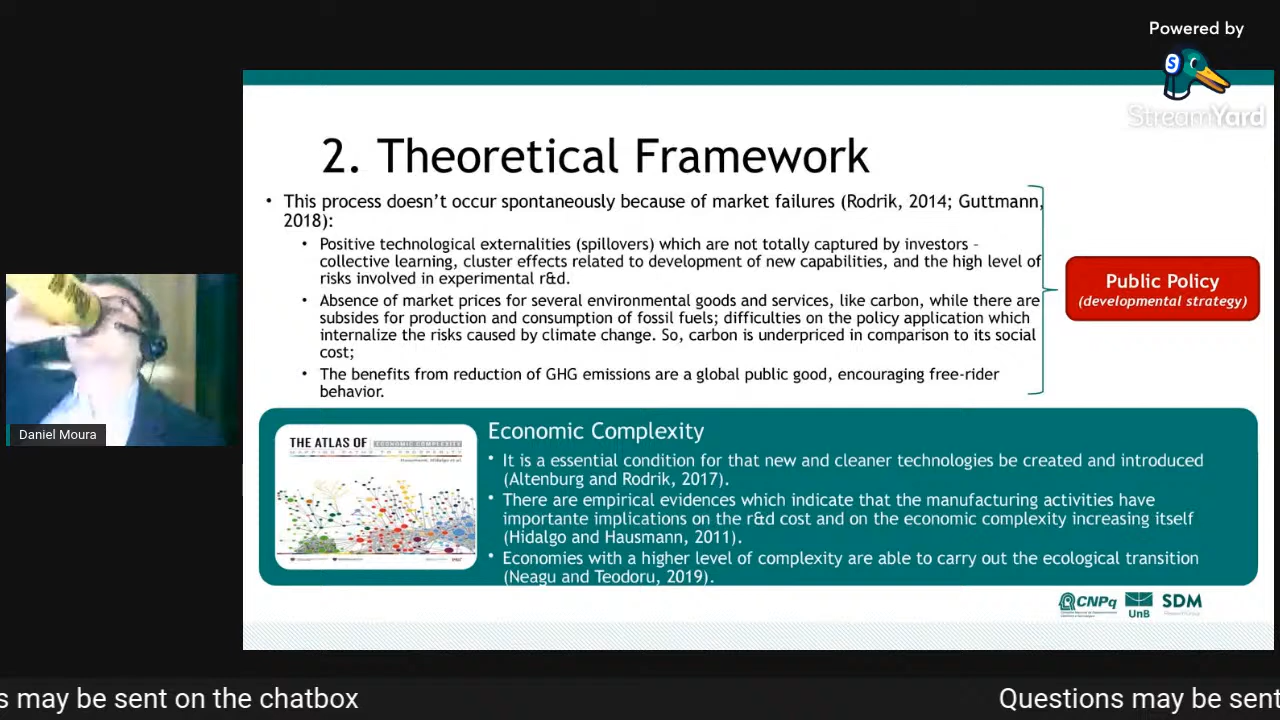 Powered by
S
StreamYard
2. Theoretical Framework
• This process doesn't occur spontaneously because of market failures (Rodrik, 2014; Guttmann,
2018):
• Positive technological externalities (spillovers) which are not totally captured by investors –
collective learning, cluster effects related to development of new capabilities, and the high level of
risks involved in experimental r&d.
• Absence of market prices for several environmental goods and services, like carbon, while there are
subsides for production and consumption of fossil fuels; difficulties on the policy application which
internalize the risks caused by climate change. So, carbon is underpriced in comparison to its social
cost;
• The benefits from reduction of GHG emissions are a global public good, encouraging free-rider
behavior.
Public Policy
(developmental strategy)
Daniel Moura
THE ATLAS OF ECONOMIC COMPLEXITY
MAPPING PATHS TO PROSPERITY
Economic Complexity
• It is a essential condition for that new and cleaner technologies be created and introduced
(Altenburg and Rodrik, 2017).
• There are empirical evidences which indicate that the manufacturing activities have
importante implications on the r&d cost and on the economic complexity increasing itself
(Hidalgo and Hausmann, 2011).
• Economies with a higher level of complexity are able to carry out the ecological transition
(Neagu and Teodoru, 2019).
CNPq
UnB
SDM
s may be sent on the chatbox
Questions may be sent